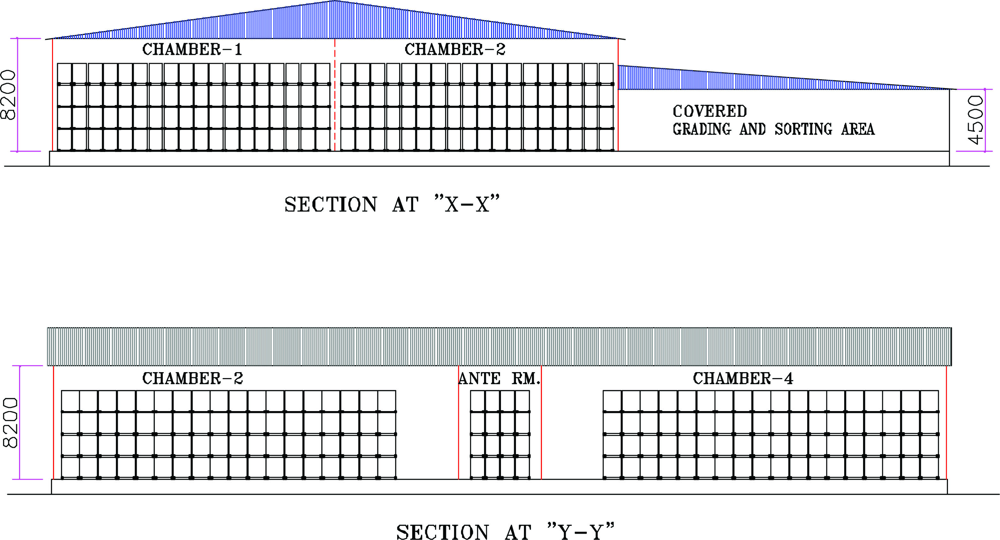 CHAMBER-1
CHAMBER-2
8200
COVERED
GRADING AND SORTING AREA
4500
SECTION AT "X-X"
CHAMBER-2
ANTE RM.
CHAMBER-4
8200
SECTION AT "Y-Y"